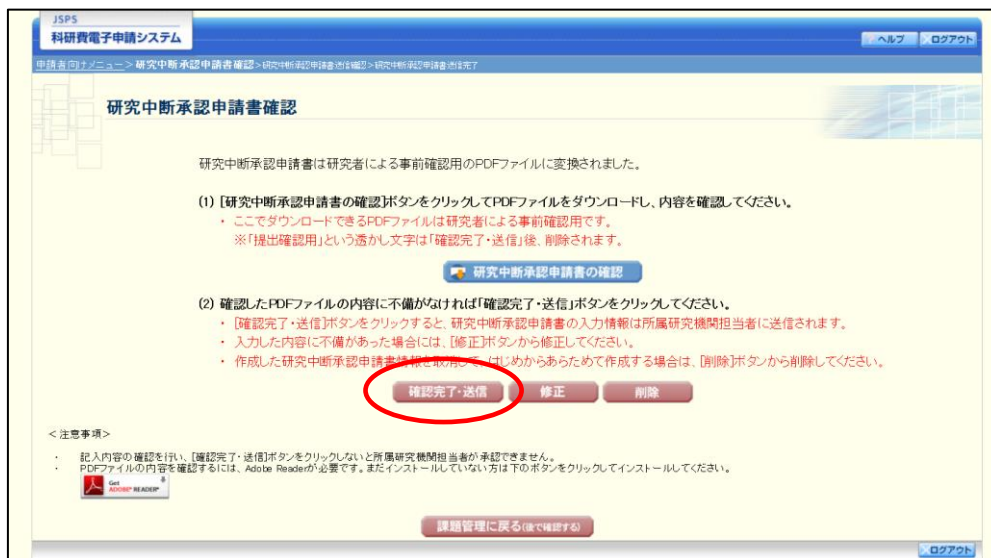 JSPS
科研費電子申請システム
ヘルプ
ログアウト
申請者向けメニュー>研究中断承認申請書確認>研究中断承認申請書送信確認>研究中断承認申請書送信完了
研究中断承認申請書確認
研究中断承認申請書は研究者による事前確認用のPDFファイルに変換されました。
(1) [研究中断承認申請書の確認]ボタンをクリックしてPDFファイルをダウンロードし、内容を確認してください。
・ ここでダウンロードできるPDFファイルは研究者による事前確認用です。
※「提出確認用」という透かし文字は「確認完了・送信」後、削除されます。
研究中断承認申請書の確認
(2) 確認したPDFファイルの内容に不備がなければ「確認完了・送信」ボタンをクリックしてください。
・ [確認完了・送信]ボタンをクリックすると、研究中断承認申請書の入力情報は所属研究機関担当者に送信されます。
・ 入力した内容に不備があった場合には、[修正]ボタンから修正してください。
・ 作成した研究中断承認申請書情報を取消して、はじめからあらためて作成する場合は、[削除]ボタンから削除してください。
確認完了・送信 修正 削除
<注意事項>
・ 記入内容の確認を行い、[確認完了・送信]ボタンをクリックしないと所属研究機関担当者が承認できません。
・ PDFファイルの内容を確認するには、Adobe Readerが必要です。まだインストールしていない方は下のボタンをクリックしてインストールしてください。
Get
ADOBE® READER®
課題管理に戻る(後で確認する)
ログアウト